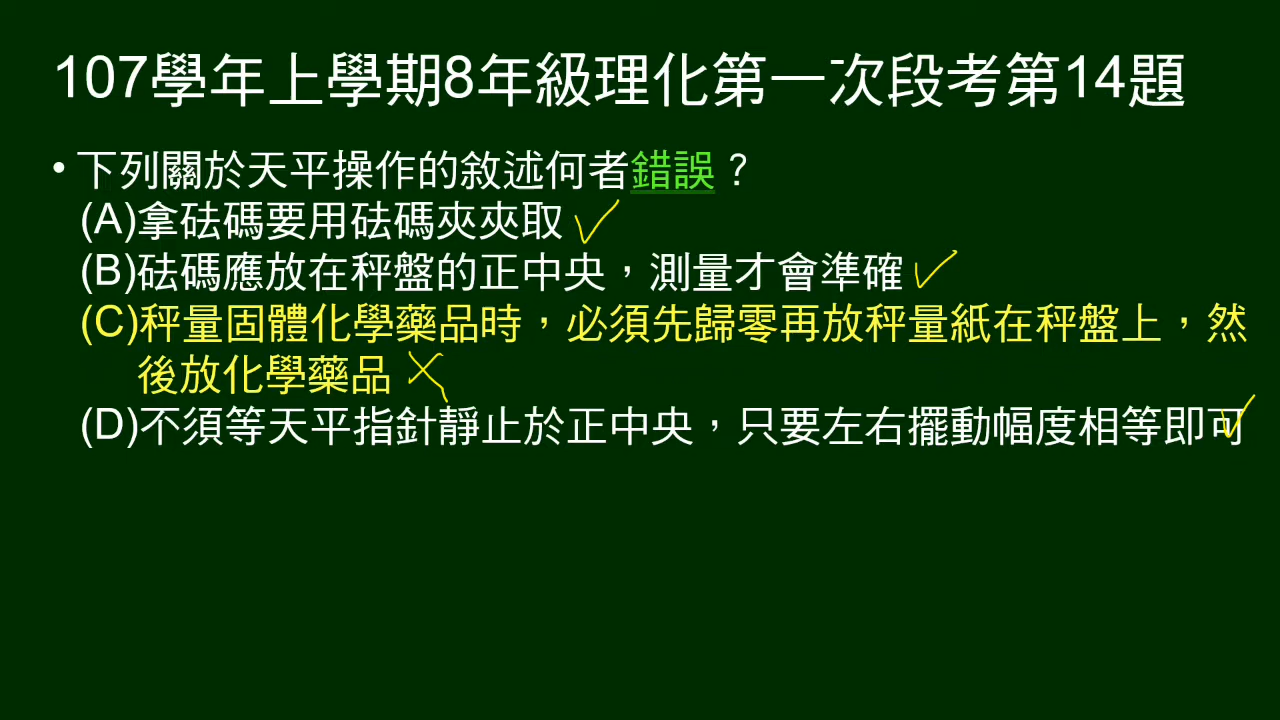 107學年上學期8年級理化第一次段考第14題
• 下列關於天平操作的敘述何者錯誤？
(A)拿砝碼要用砝碼夾夾取 ✓
(B)砝碼應放在秤盤的正中央，測量才會準確 ✓
(C)秤量固體化學藥品時，必須先歸零再放秤量紙在秤盤上，然
後放化學藥品 ✗
(D)不須等天平指針靜止於正中央，只要左右擺動幅度相等即可 ✓